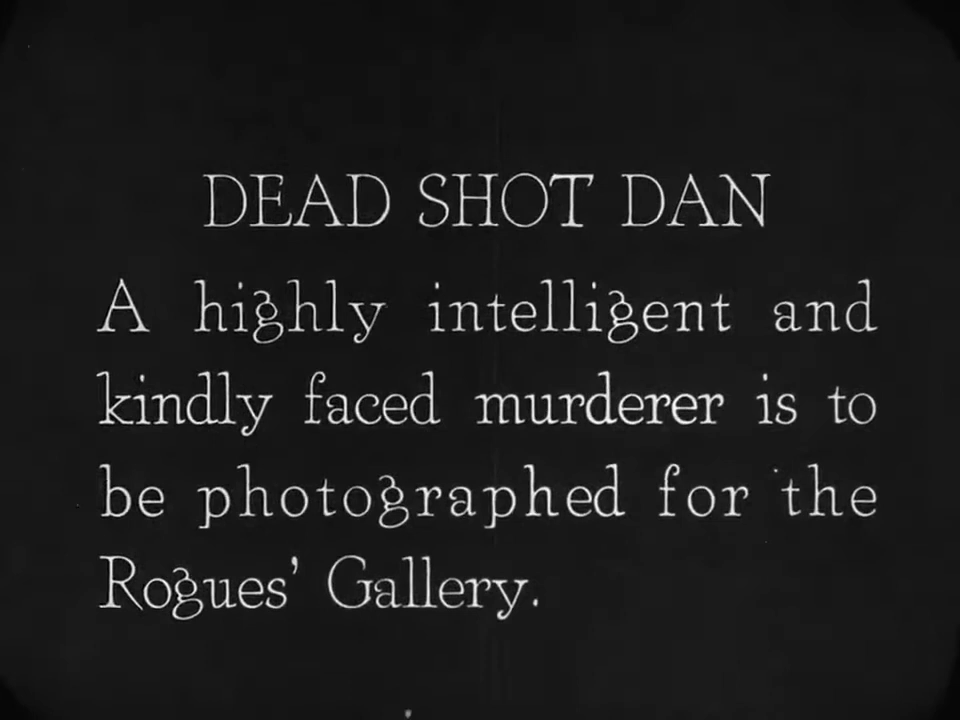 DEAD SHOT DAN
A highly intelligent and
kindly faced murderer is to
be photographed for the
Rogues' Gallery.